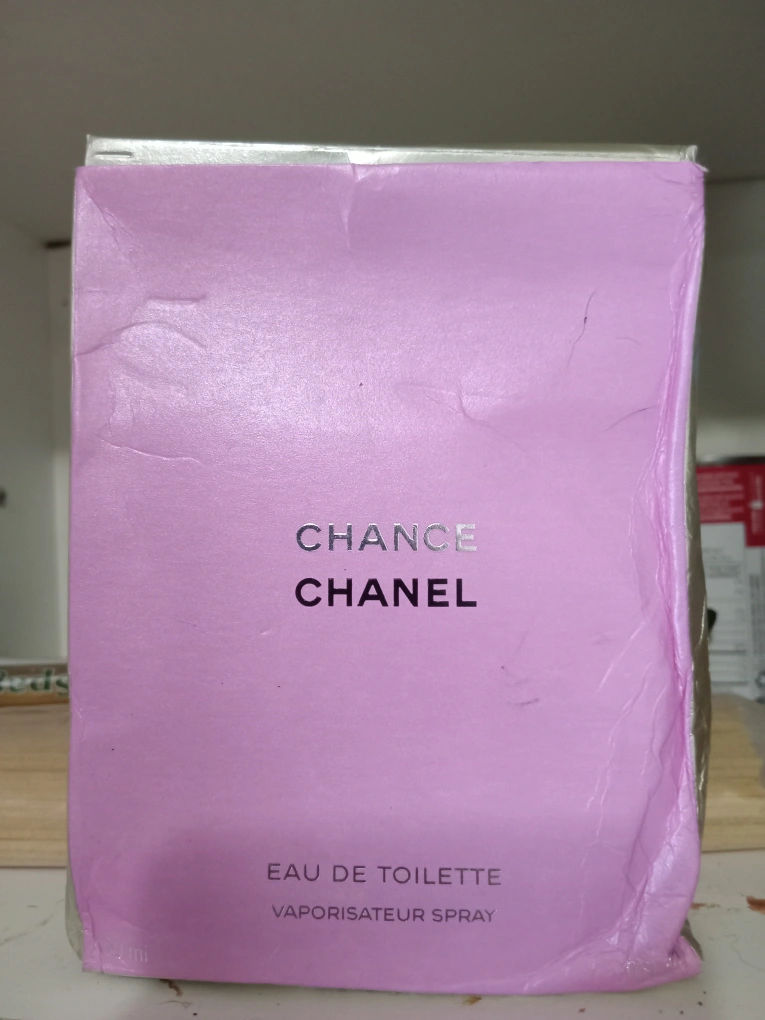 CHANCE
CHANEL
EAU DE TOILETTE
VAPORISATEUR SPRAY